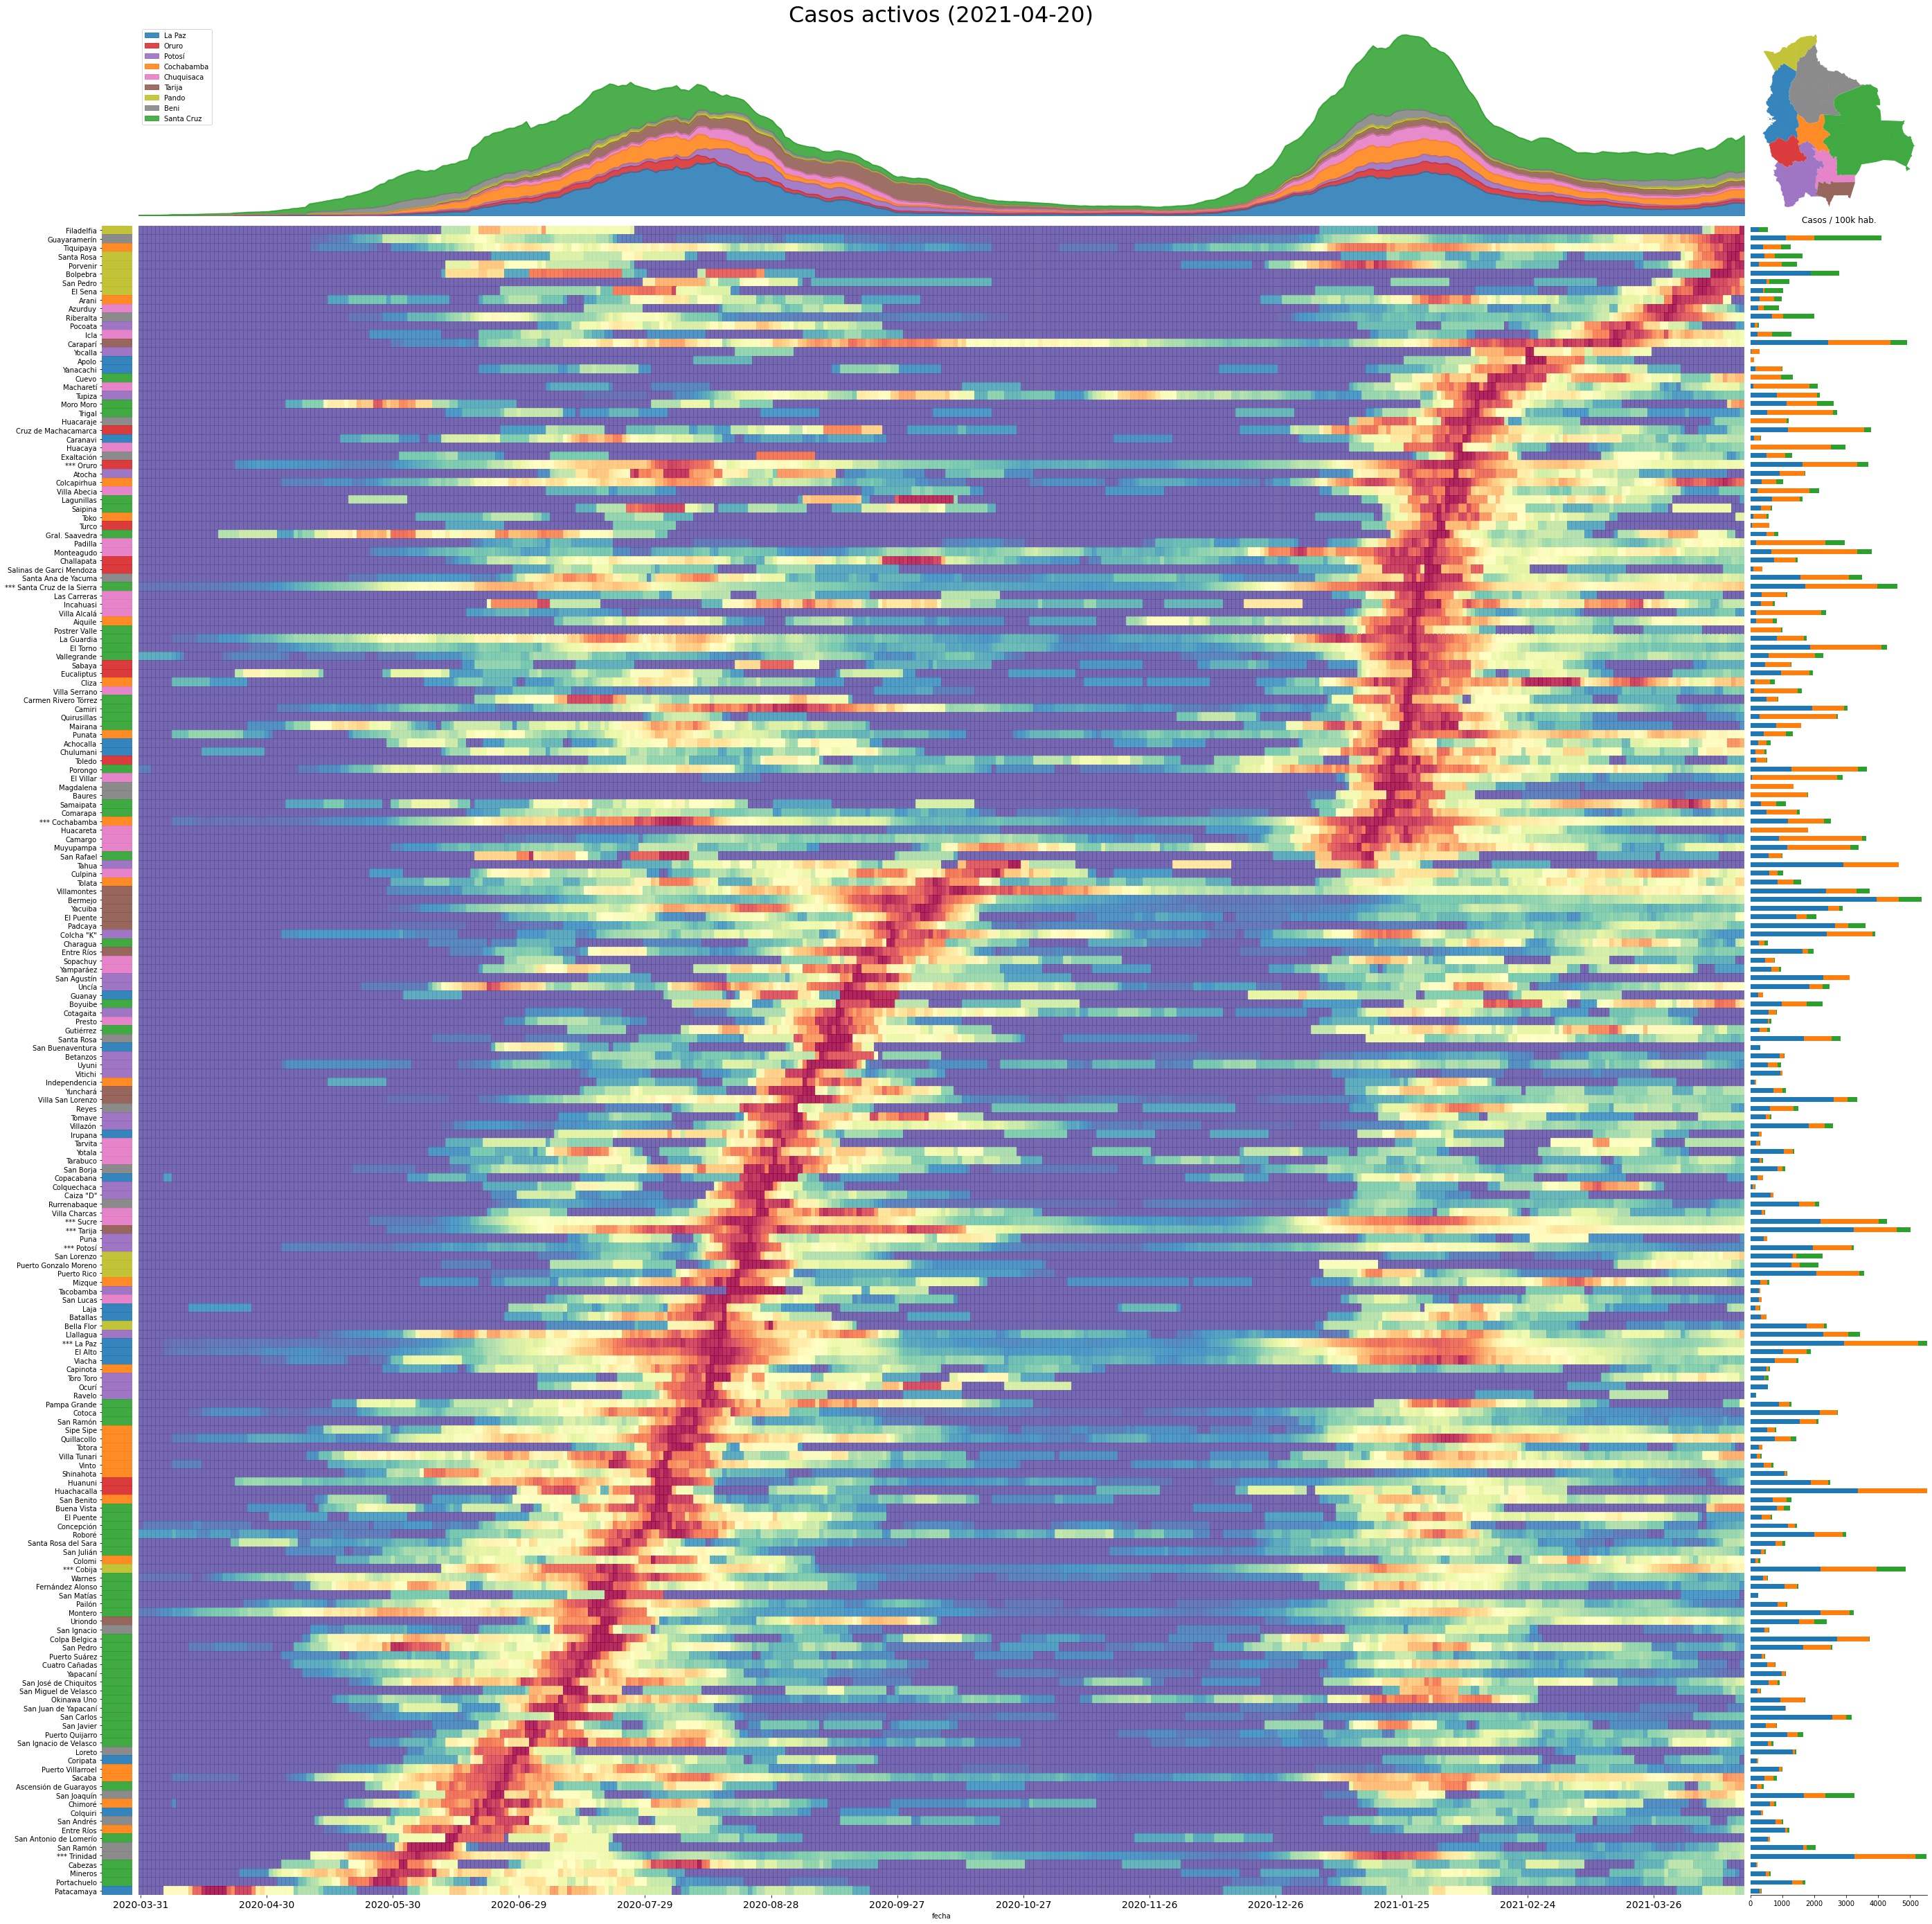 Casos activos (2021-04-20)
La Paz
Oruro
Potosí
Cochabamba
Chuquisaca
Tarija
Pando
Beni
Santa Cruz
Casos / 100k hab.
Filadelfia
Guayaramerín
Tiquipaya
Santa Rosa
Porvenir
Bolpebra
San Pedro
El Sena
Arani
Azurduy
Riberalta
Pocoata
Icla
Caraparí
Yocalla
Apolo
Yanacachi
Cuevo
Macharetí
Tupiza
Moro Moro
Trigal
Huacaraje
Cruz de Machacamarca
Caranavi
Huacaya
Exaltación
*** Oruro
Atocha
Colcapirhua
Villa Abecia
Lagunillas
Saipina
Toko
Turco
Gral. Saavedra
Padilla
Monteagudo
Challapata
Salinas de Garci Mendoza
Santa Ana de Yacuma
*** Santa Cruz de la Sierra
Las Carreras
Incahuasi
Villa Alcalá
Aiquile
Postrer Valle
La Guardia
El Torno
Vallegrande
Sabaya
Eucaliptus
Cliza
Villa Serrano
Carmen Rivero Tórrez
Camiri
Quirusillas
Mairana
Punata
Achocalla
Chulumani
Toledo
Porongo
El Villar
Magdalena
Baures
Samaipata
Comarapa
*** Cochabamba
Huacareta
Camargo
Muyupampa
San Rafael
Tahua
Culpina
Tolata
Villamontes
Bermejo
Yacuiba
El Puente
Padcaya
Colcha "K"
Charagua
Entre Ríos
Sopachuy
Yamparáez
San Agustín
Uncía
Guanay
Boyuibe
Cotagaita
Presto
Gutiérrez
Santa Rosa
San Buenaventura
Betanzos
Uyuni
Vitichi
Independencia
Yunchará
Villa San Lorenzo
Reyes
Tomave
Villazón
Irupana
Tarvita
Yotala
Tarabuco
San Borja
Copacabana
Colquechaca
Caiza "D"
Rurrenabaque
Villa Charcas
*** Sucre
*** Tarija
Puna
*** Potosí
San Lorenzo
Puerto Gonzalo Moreno
Puerto Rico
Mizque
Tacobamba
San Lucas
Laja
Batallas
Bella Flor
Llallagua
*** La Paz
El Alto
Viacha
Capinota
Toro Toro
Ocurí
Ravelo
Pampa Grande
Cotoca
San Ramón
Sipe Sipe
Quillacollo
Totora
Villa Tunari
Vinto
Shinahota
Huanuni
Huachacalla
San Benito
Buena Vista
El Puente
Concepción
Roboré
Santa Rosa del Sara
San Julián
Colomi
*** Cobija
Warnes
Fernández Alonso
San Matías
Pailón
Montero
Uriondo
San Ignacio
Colpa Belgica
San Pedro
Puerto Suárez
Cuatro Cañadas
Yapacaní
San José de Chiquitos
San Miguel de Velasco
Okinawa Uno
San Juan de Yapacaní
San Carlos
San Javier
Puerto Quijarro
San Ignacio de Velasco
Loreto
Coripata
Puerto Villarroel
Sacaba
Ascensión de Guarayos
San Joaquín
Chimoré
Colquiri
San Andrés
Entre Ríos
San Antonio de Lomerío
San Ramón
*** Trinidad
Cabezas
Mineros
Portachuelo
Patacamaya
2020-03-31 2020-04-30 2020-05-30 2020-06-29 2020-07-29 2020-08-28 2020-09-27 2020-10-27 2020-11-26 2020-12-26 2021-01-25 2021-02-24 2021-03-26
0 1000 2000 3000 4000 5000
fecha